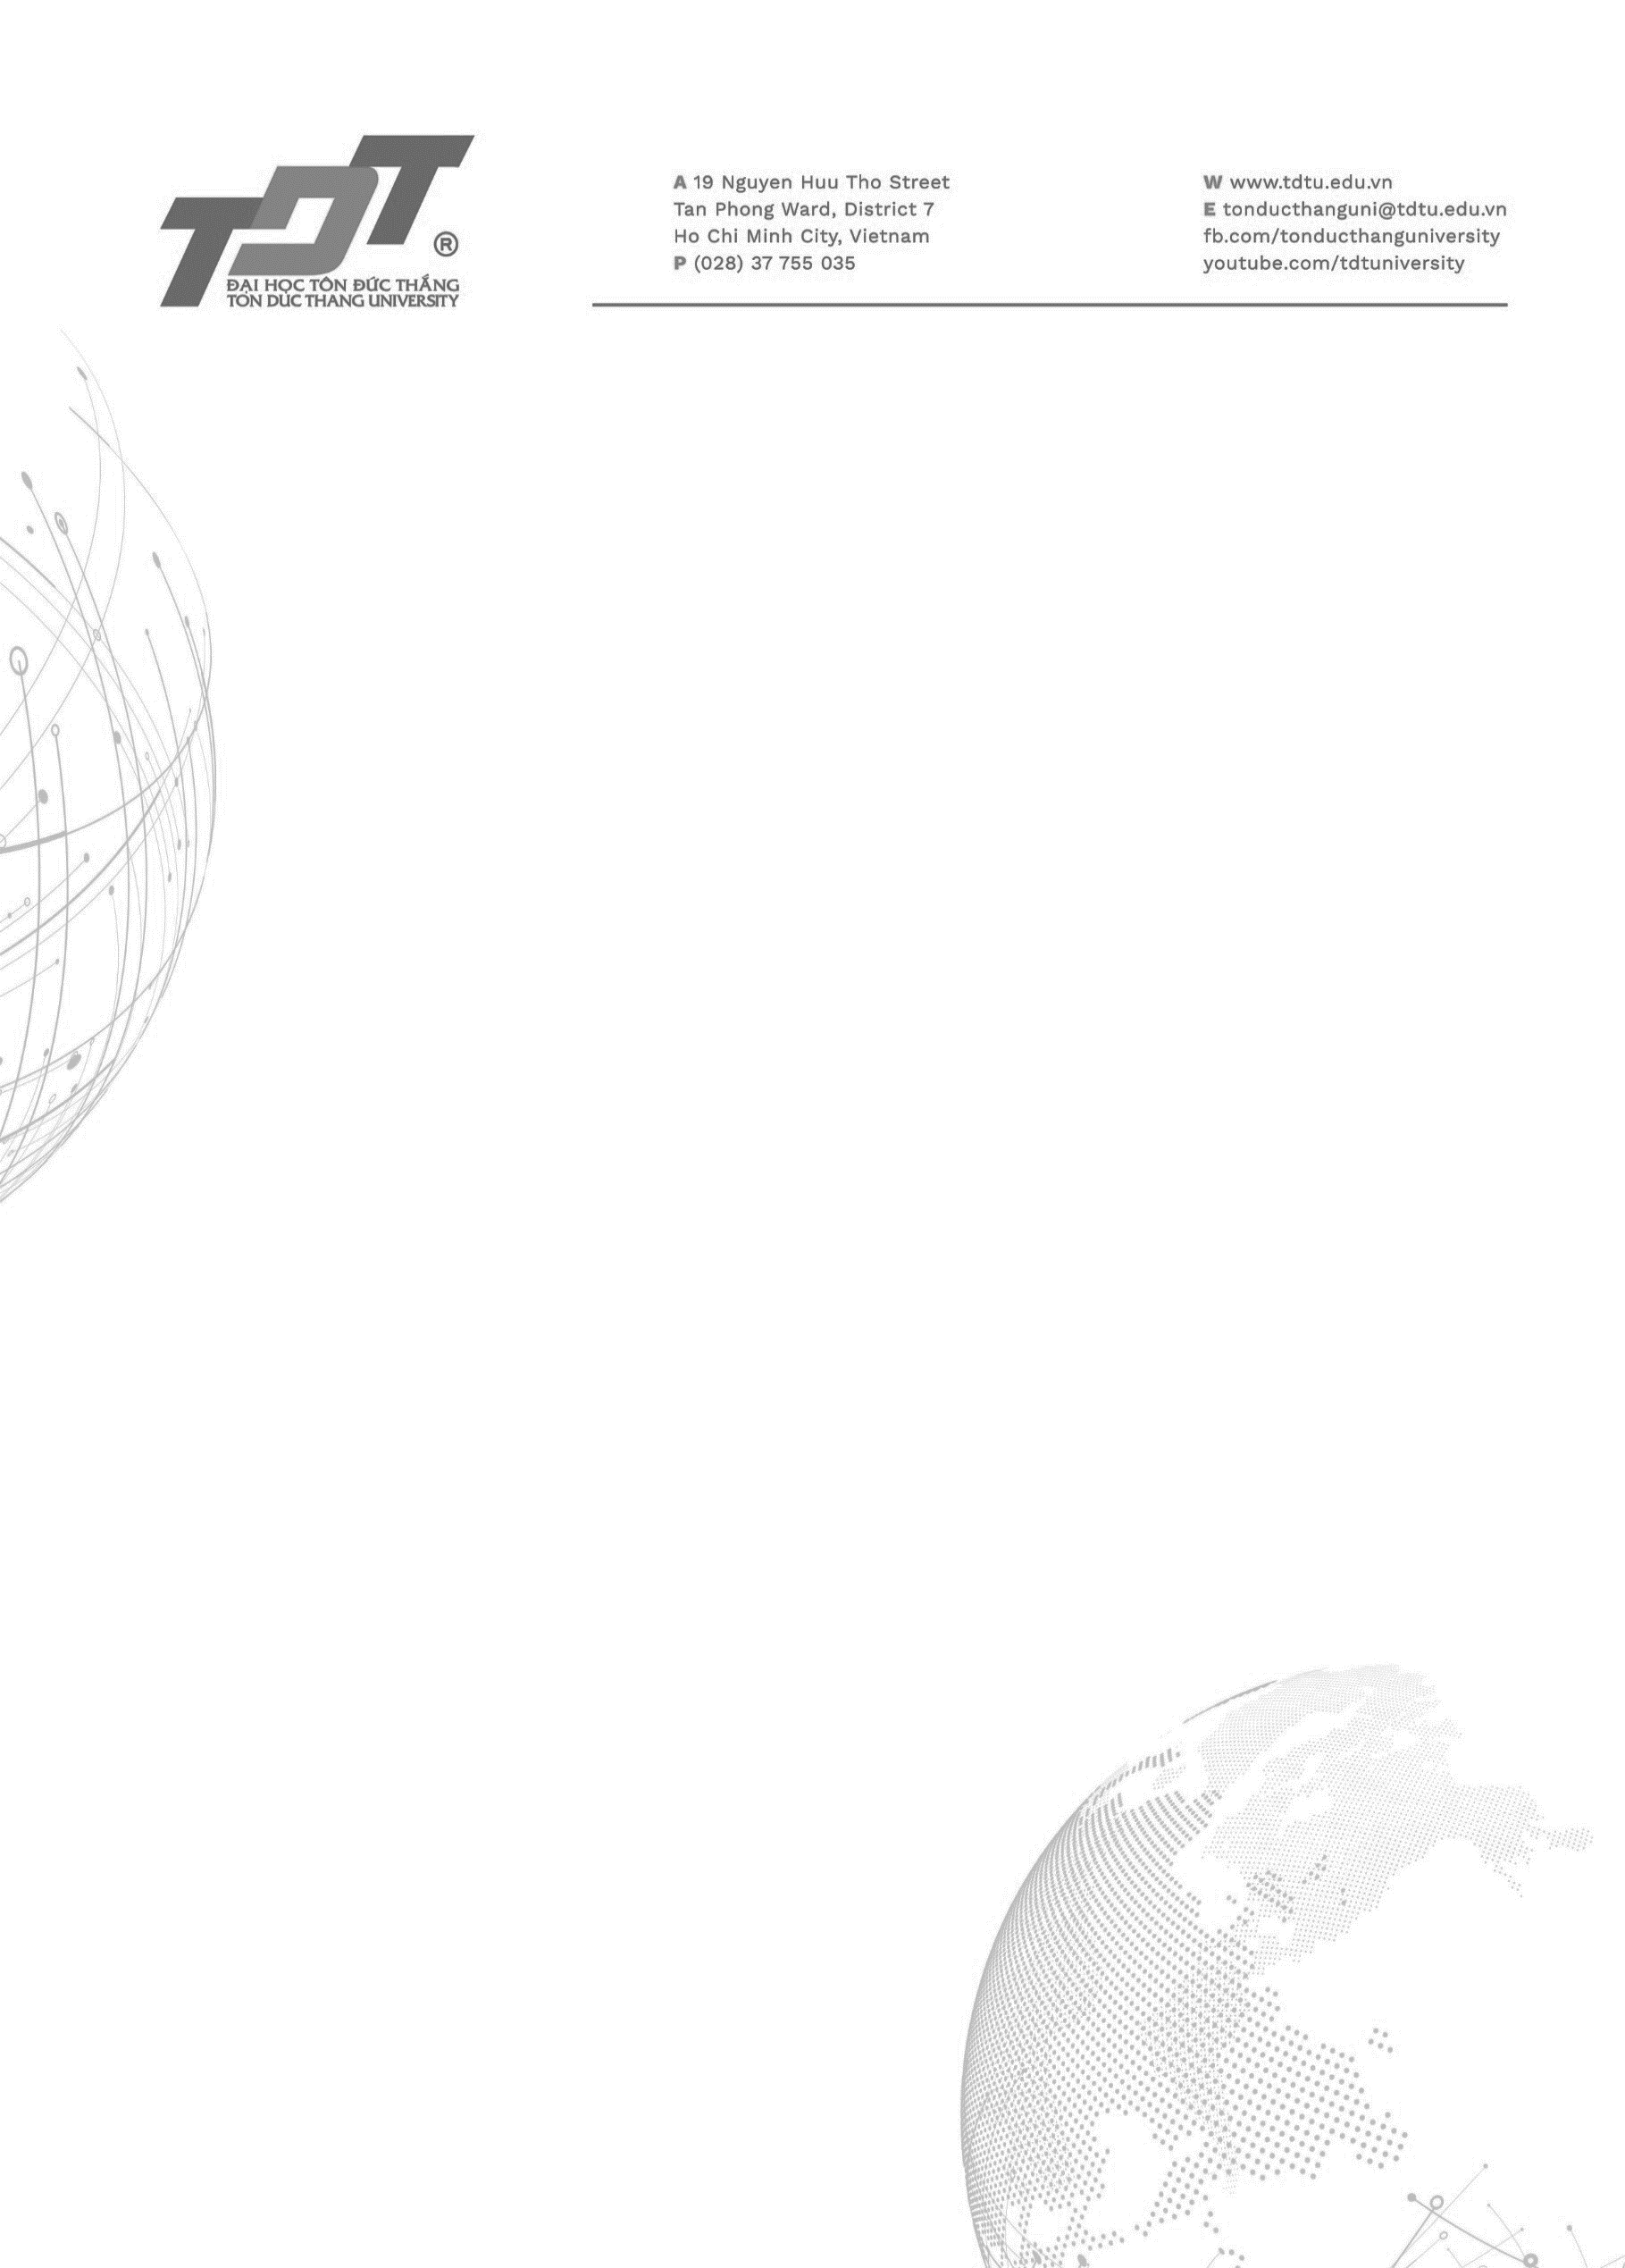 TDT®
ĐẠI HỌC TÔN ĐỨC THẮNG
TON DUC THANG UNIVERSITY
A 19 Nguyen Huu Tho Street
Tan Phong Ward, District 7
Ho Chi Minh City, Vietnam
P (028) 37 755 035
W www.tdtu.edu.vn
E tonducthanguni@tdtu.edu.vn
fb.com/tonducthanguniversity
youtube.com/tdtuniversity